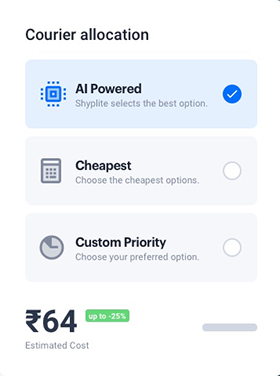 Courier allocation
AI Powered
Shyplite selects the best option.
Cheapest
Choose the cheapest options.
Custom Priority
Choose your preferred option.
₹64 up to -25%
Estimated Cost